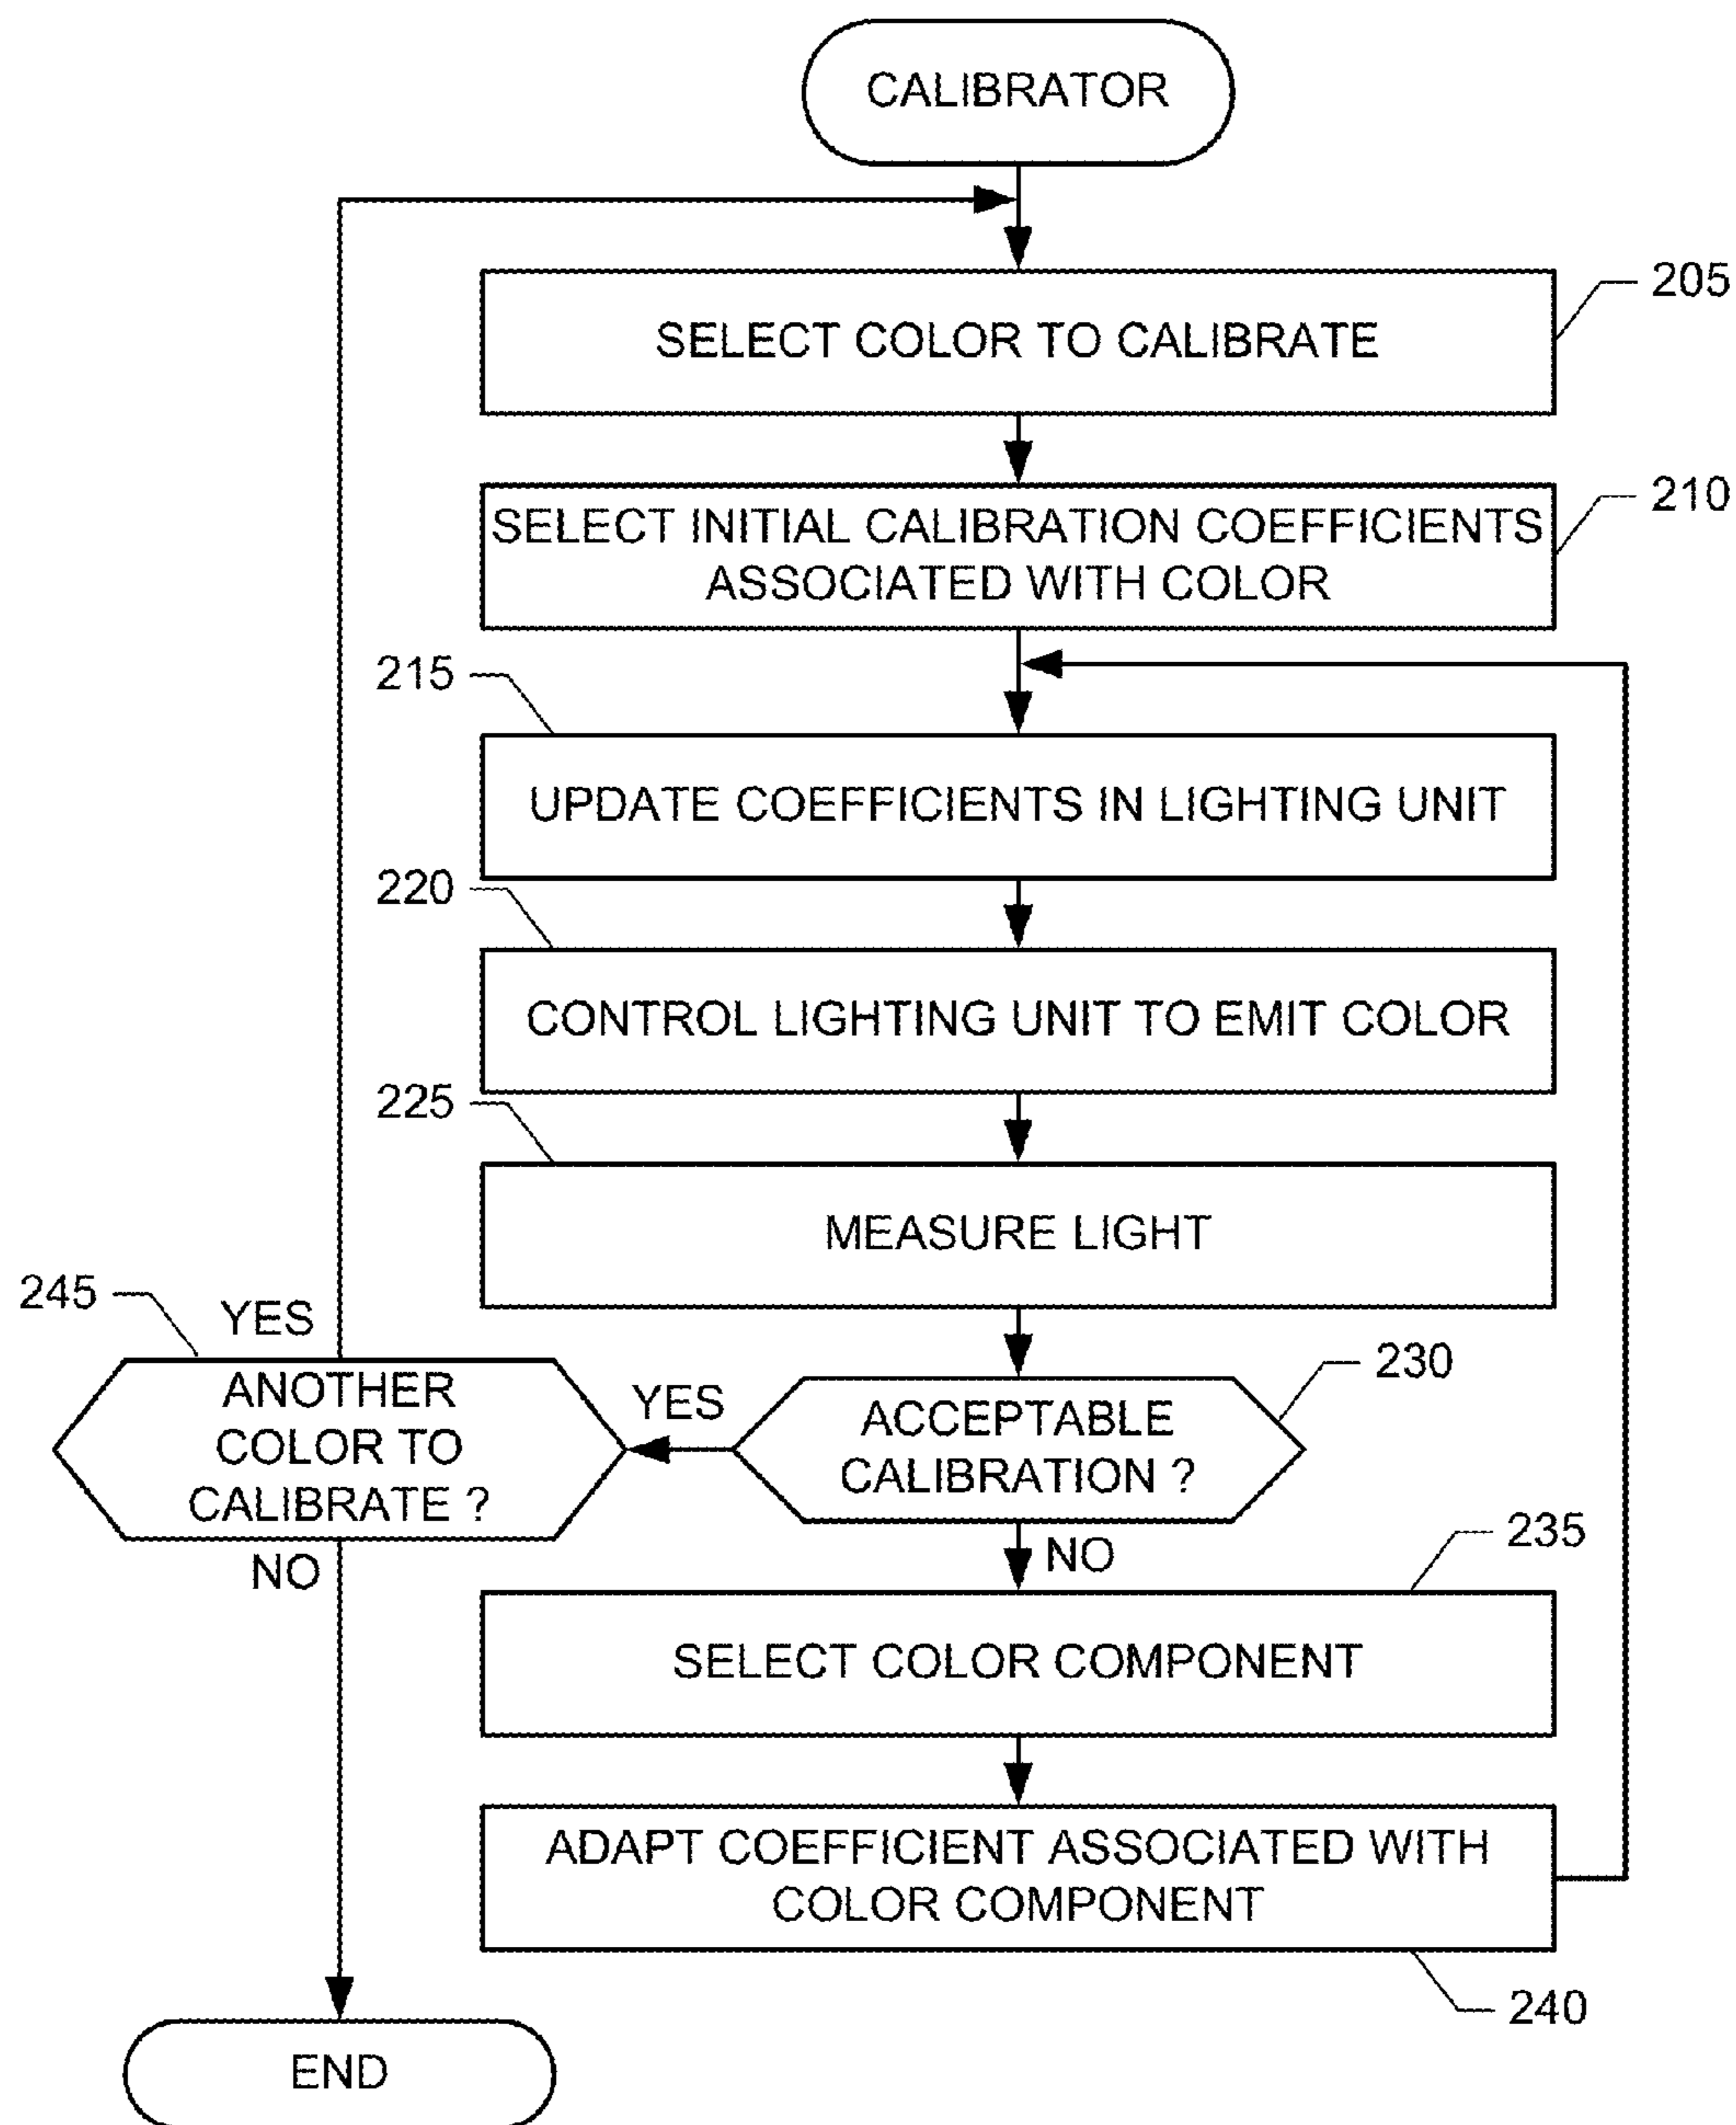 CALIBRATOR
205
SELECT COLOR TO CALIBRATE
210
SELECT INITIAL CALIBRATION COEFFICIENTS
ASSOCIATED WITH COLOR
215
UPDATE COEFFICIENTS IN LIGHTING UNIT
220
CONTROL LIGHTING UNIT TO EMIT COLOR
225
MEASURE LIGHT
230
ACCEPTABLE
CALIBRATION ?
YES
245
YES
ANOTHER
COLOR TO
CALIBRATE ?
NO
NO
235
SELECT COLOR COMPONENT
ADAPT COEFFICIENT ASSOCIATED WITH
COLOR COMPONENT
240
END